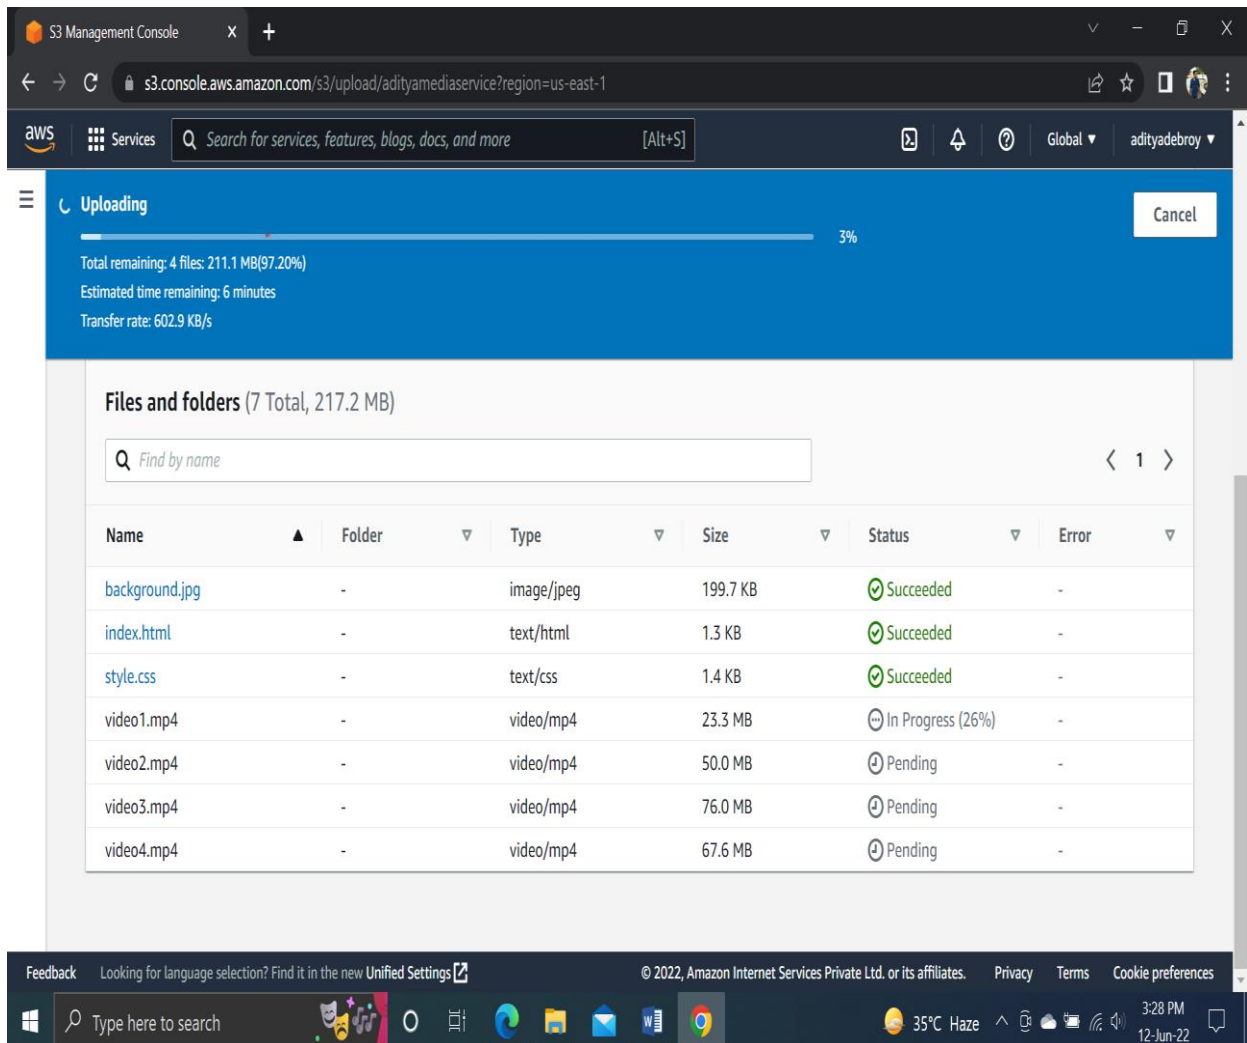 S3 Management Console
s3.console.aws.amazon.com/s3/upload/adityamediaservice?region=us-east-1
aws Services Search for services, features, blogs, docs, and more [Alt+S] Global adityadebroy
Uploading
Cancel
3%
Total remaining: 4 files: 211.1 MB(97.20%)
Estimated time remaining: 6 minutes
Transfer rate: 602.9 KB/s
Files and folders (7 Total, 217.2 MB)
Find by name
1
Name Folder Type Size Status Error
background.jpg - image/jpeg 199.7 KB Succeeded -
index.html - text/html 1.3 KB Succeeded -
style.css - text/css 1.4 KB Succeeded -
video1.mp4 - video/mp4 23.3 MB In Progress (26%) -
video2.mp4 - video/mp4 50.0 MB Pending -
video3.mp4 - video/mp4 76.0 MB Pending -
video4.mp4 - video/mp4 67.6 MB Pending -
Feedback Looking for language selection? Find it in the new Unified Settings © 2022, Amazon Internet Services Private Ltd. or its affiliates. Privacy Terms Cookie preferences
Type here to search 35°C Haze 3:28 PM
12-Jun-22